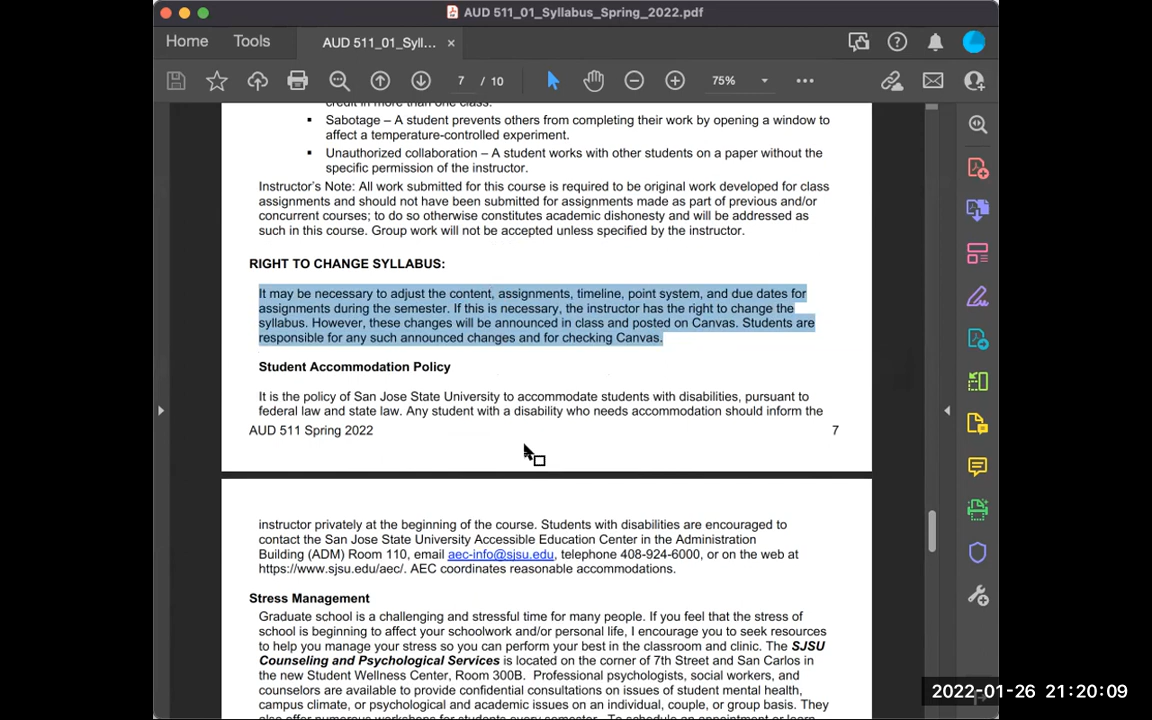 AUD 511_01_Syllabus_Spring_2022.pdf
Home Tools AUD 511_01_Syll... ×
7 / 10 75%
credit in more than one class.
▪ Sabotage – A student prevents others from completing their work by opening a window to
affect a temperature-controlled experiment.
▪ Unauthorized collaboration – A student works with other students on a paper without the
specific permission of the instructor.
Instructor's Note: All work submitted for this course is required to be original work developed for class
assignments and should not have been submitted for assignments made as part of previous and/or
concurrent courses; to do so otherwise constitutes academic dishonesty and will be addressed as
such in this course. Group work will not be accepted unless specified by the instructor.
RIGHT TO CHANGE SYLLABUS:
It may be necessary to adjust the content, assignments, timeline, point system, and due dates for
assignments during the semester. If this is necessary, the instructor has the right to change the
syllabus. However, these changes will be announced in class and posted on Canvas. Students are
responsible for any such announced changes and for checking Canvas.
Student Accommodation Policy
It is the policy of San Jose State University to accommodate students with disabilities, pursuant to
federal law and state law. Any student with a disability who needs accommodation should inform the
AUD 511 Spring 2022 7
instructor privately at the beginning of the course. Students with disabilities are encouraged to
contact the San Jose State University Accessible Education Center in the Administration
Building (ADM) Room 110, email aec-info@sjsu.edu, telephone 408-924-6000, or on the web at
https://www.sjsu.edu/aec/. AEC coordinates reasonable accommodations.
Stress Management
Graduate school is a challenging and stressful time for many people. If you feel that the stress of
school is beginning to affect your schoolwork and/or personal life, I encourage you to seek resources
to help you manage your stress so you can perform your best in the classroom and clinic. The SJSU
Counseling and Psychological Services is located on the corner of 7th Street and San Carlos in
the new Student Wellness Center, Room 300B. Professional psychologists, social workers, and
counselors are available to provide confidential consultations on issues of student mental health,
campus climate, or psychological and academic issues on an individual, couple, or group basis. They
also offer numerous workshops for students every semester. To schedule an appointment or learn
2022-01-26 21:20:09